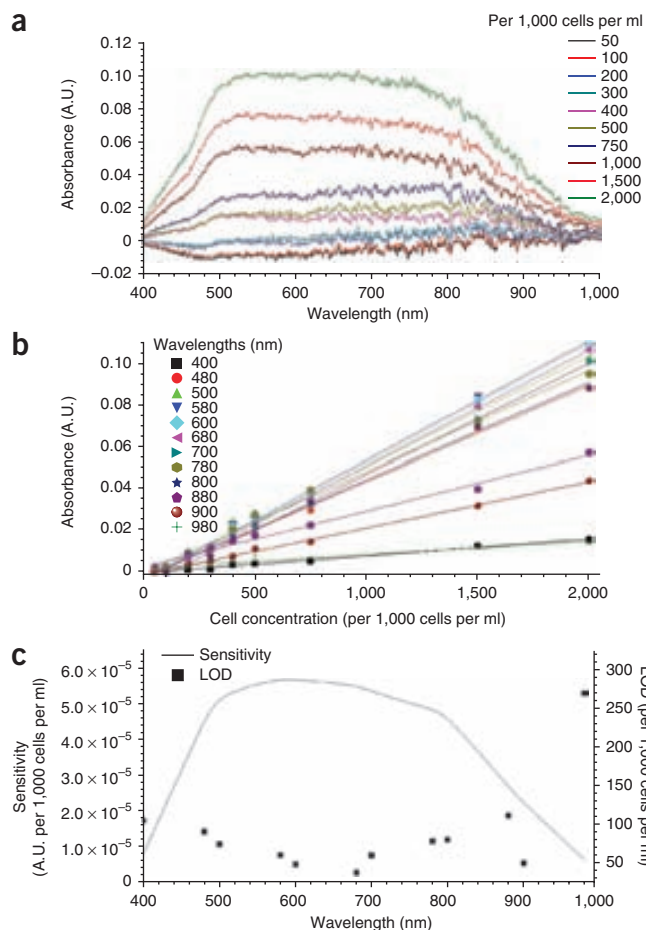 a
Per 1,000 cells per ml
50
100
200
300
400
500
750
1,000
1,500
2,000
Absorbance (A.U.)
0.12
0.10
0.08
0.06
0.04
0.02
0
–0.02
400 500 600 700 800 900 1,000
Wavelength (nm)
b
Wavelengths (nm)
400
480
500
580
600
680
700
780
800
880
900
980
Absorbance (A.U.)
0.10
0.08
0.06
0.04
0.02
0
0 500 1,000 1,500 2,000
Cell concentration (per 1,000 cells per ml)
c
Sensitivity
LOD
Sensitivity
(A.U. per 1,000 cells per ml)
6.0 × 10⁻⁵
5.0 × 10⁻⁵
4.0 × 10⁻⁵
3.0 × 10⁻⁵
2.0 × 10⁻⁵
1.0 × 10⁻⁵
0
300
250
200
150
100
50
LOD (per 1,000 cells per ml)
400 500 600 700 800 900 1,000
Wavelength (nm)